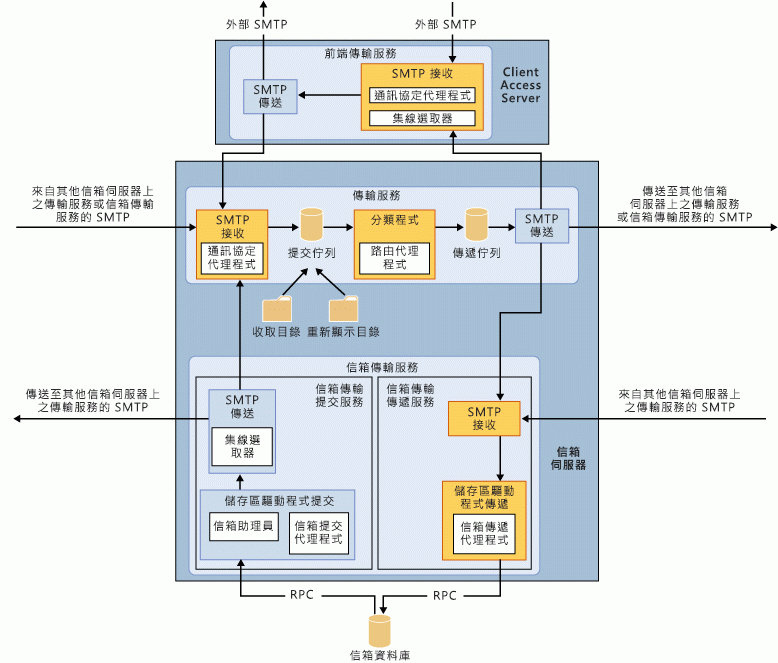 外部 SMTP
外部 SMTP
前端傳輸服務
SMTP 接收
通訊協定代理程式
集線選取器
SMTP
傳送
Client
Access
Server
來自其他信箱伺服器上
之傳輸服務或信箱傳輸
服務的 SMTP
傳輸服務
SMTP
接收
通訊協定
代理程式
提交佇列
分類程式
路由代理
程式
傳遞佇列
SMTP
傳送
傳送至其他信箱
伺服器上之傳輸服務
或信箱傳輸服務的 SMTP
收取目錄
重新顯示目錄
信箱傳輸服務
傳送至其他信箱伺服器上
之傳輸服務的 SMTP
SMTP
傳送
集線選
取器
信箱傳輸
提交服務
信箱傳輸
傳遞服務
SMTP
接收
來自其他信箱伺服器上
之傳輸服務的 SMTP
信箱
伺服器
儲存區驅動程式提交
信箱助理員
信箱提交
代理程式
儲存區驅動
程式傳遞
信箱傳遞
代理程式
RPC
RPC
信箱資料庫